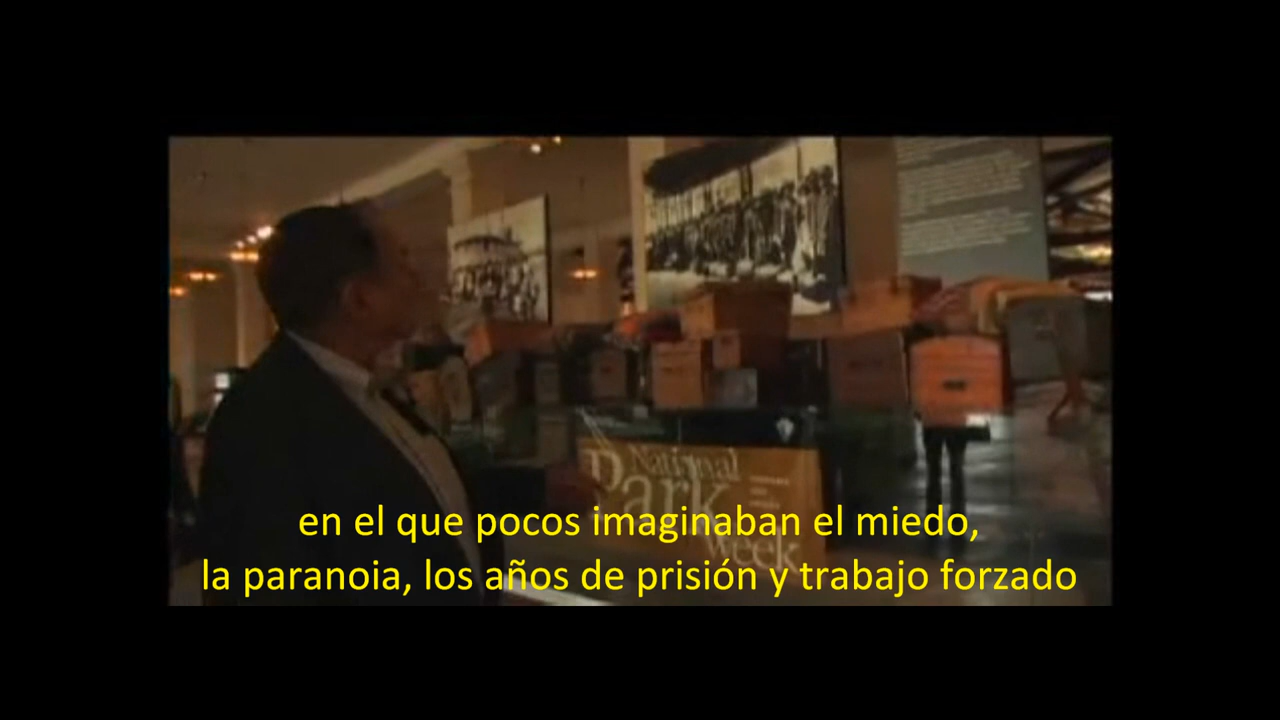 National
Park
Week
en el que pocos imaginaban el miedo,
la paranoia, los años de prisión y trabajo forzado